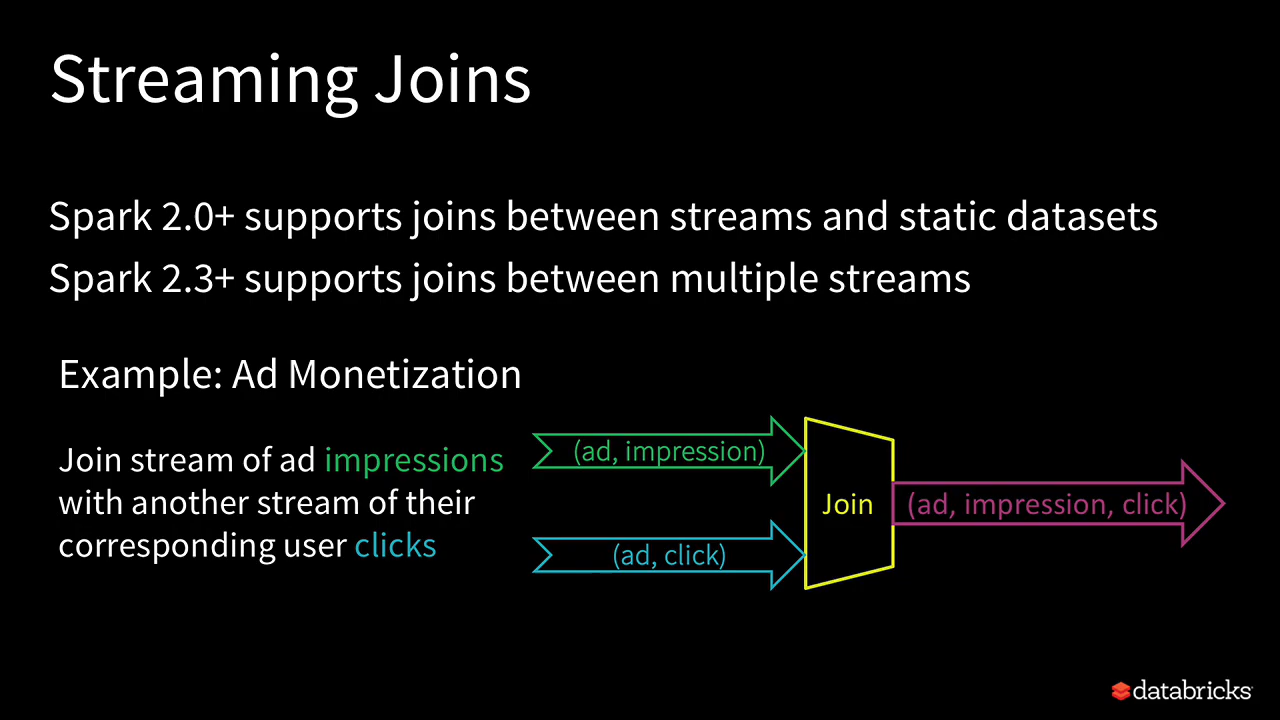 Streaming Joins
Spark 2.0+ supports joins between streams and static datasets
Spark 2.3+ supports joins between multiple streams
Example: Ad Monetization
Join stream of ad impressions
with another stream of their
corresponding user clicks
(ad, impression)
(ad, click)
Join
(ad, impression, click)
databricks